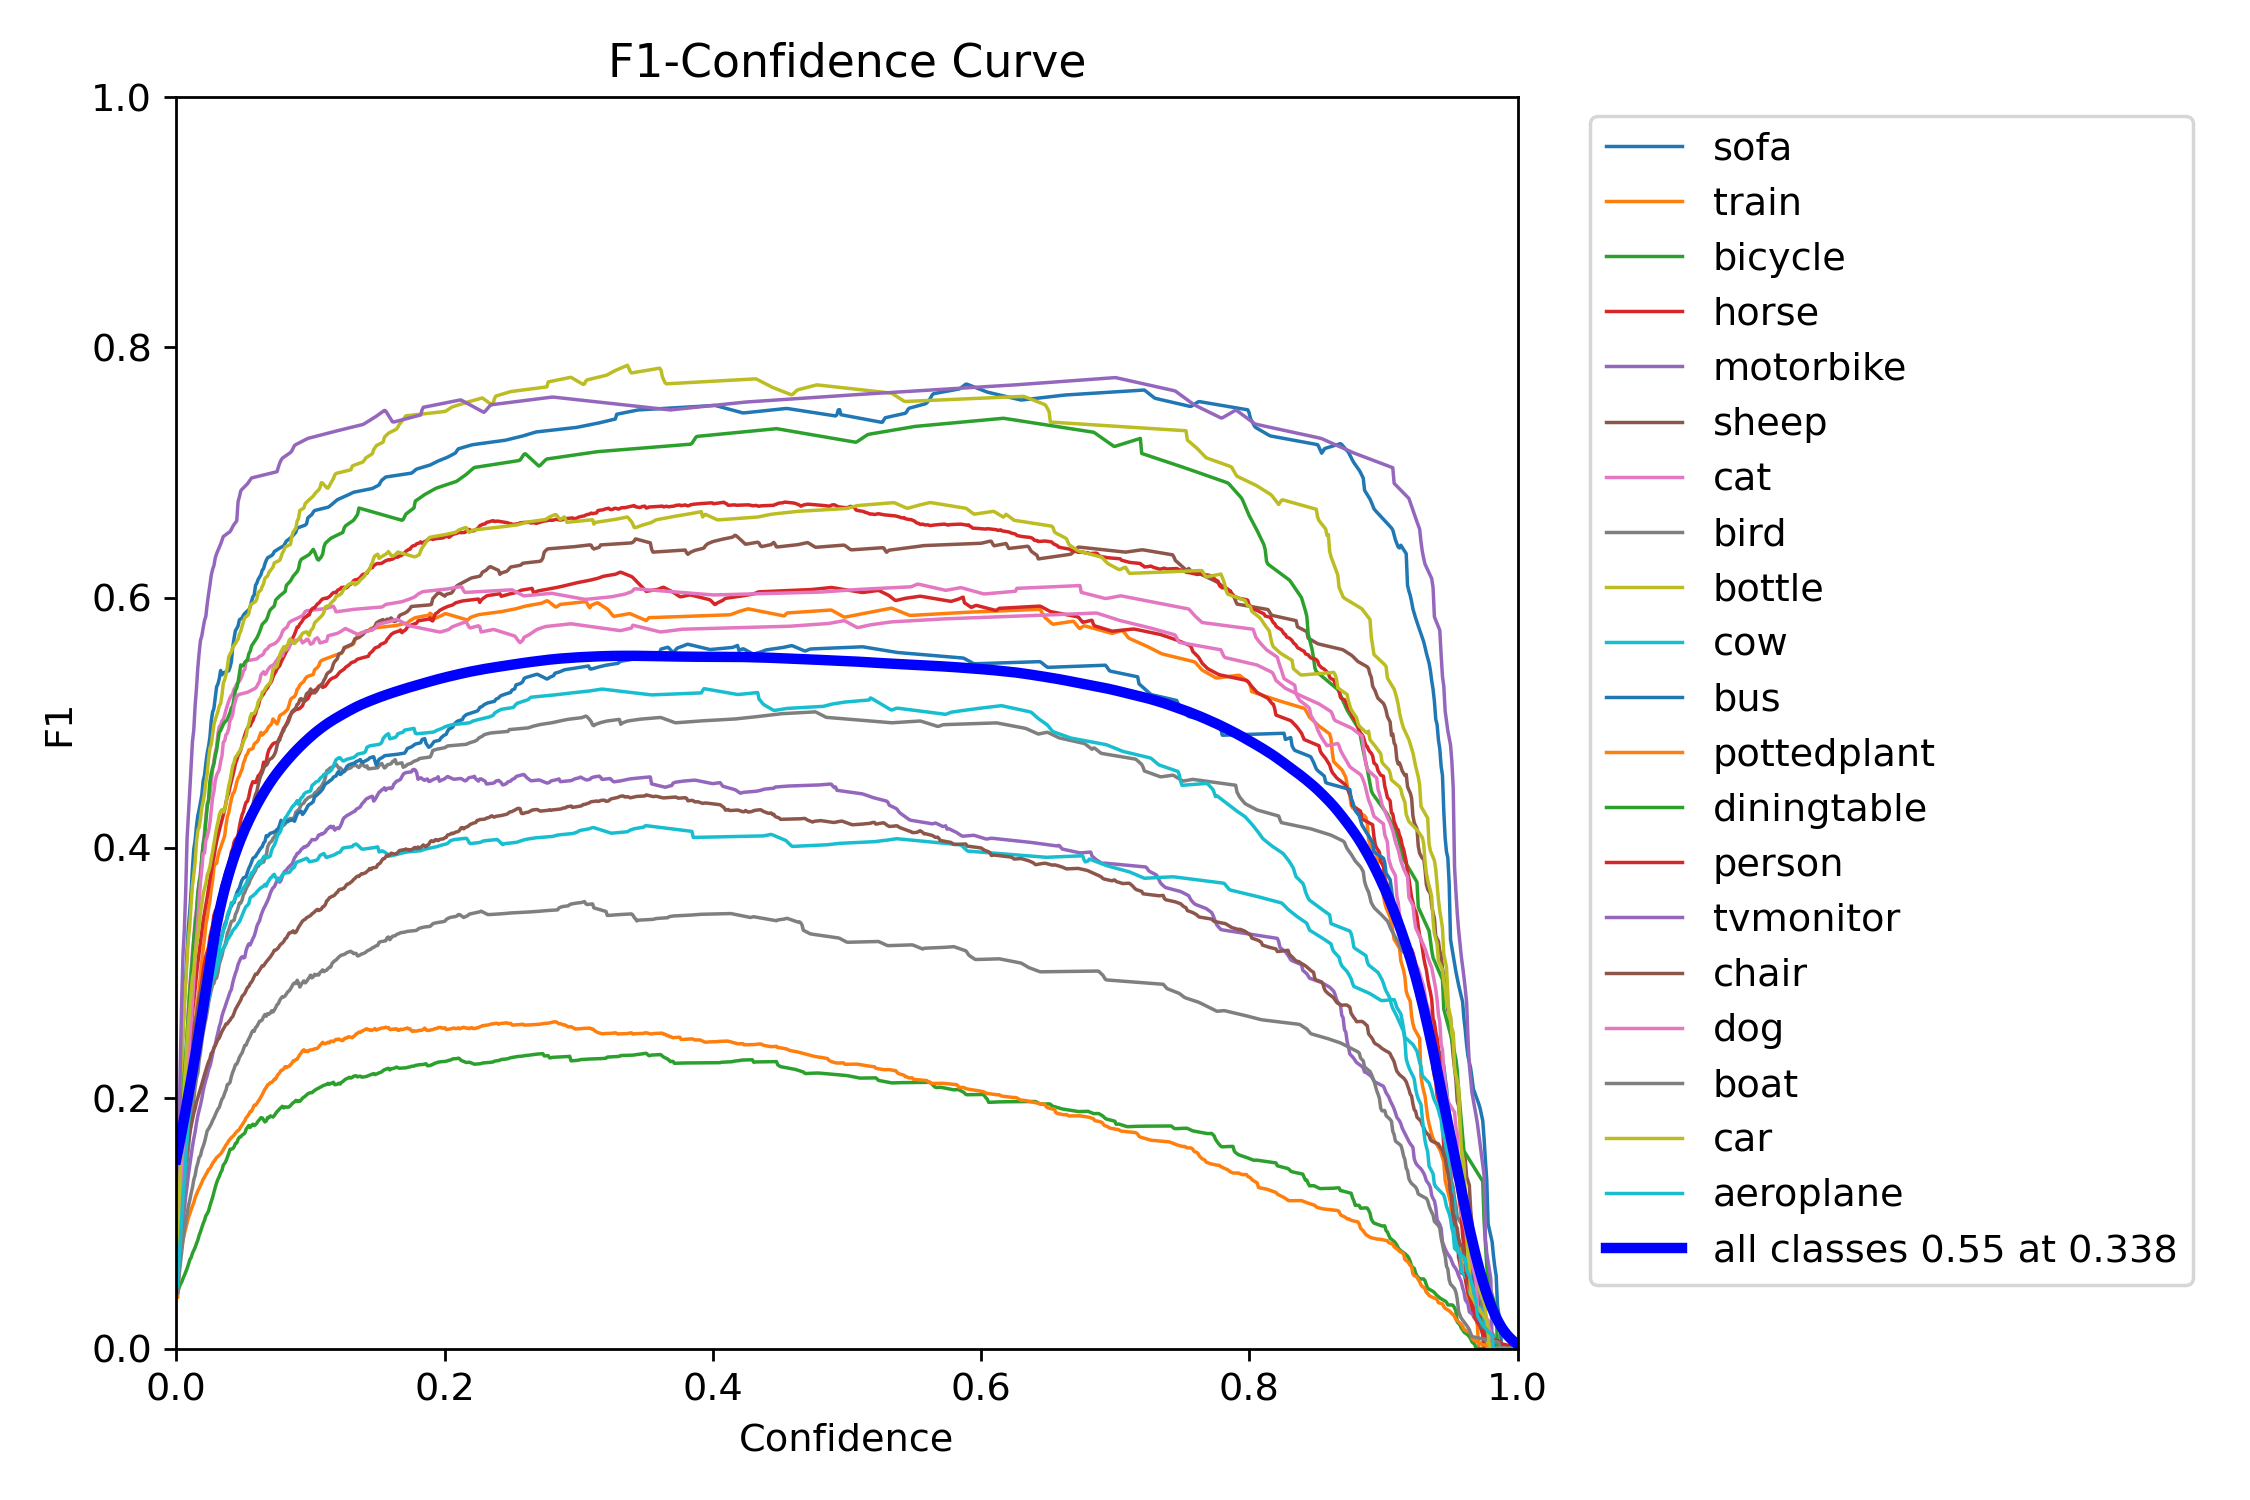 F1-Confidence Curve
1.0
0.8
0.6
0.4
0.2
0.0
F1
0.0 0.2 0.4 0.6 0.8 1.0
Confidence
sofa
train
bicycle
horse
motorbike
sheep
cat
bird
bottle
cow
bus
pottedplant
diningtable
person
tvmonitor
chair
dog
boat
car
aeroplane
all classes 0.55 at 0.338